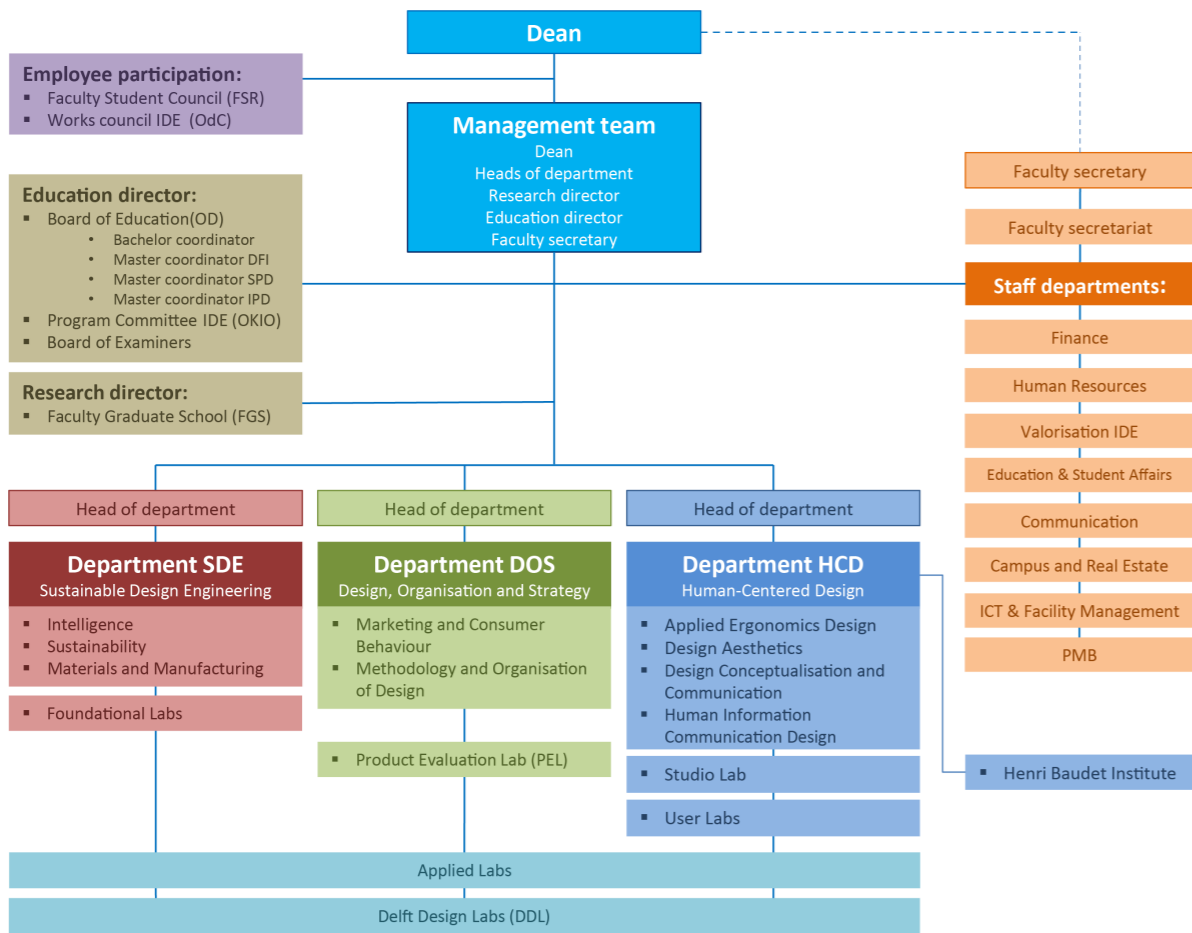 Dean
Employee participation:
▪ Faculty Student Council (FSR)
▪ Works council IDE (OdC)
Management team
Dean
Heads of department
Research director
Education director
Faculty secretary
Education director:
▪ Board of Education(OD)
• Bachelor coordinator
• Master coordinator DFI
• Master coordinator SPD
• Master coordinator IPD
▪ Program Committee IDE (OKIO)
▪ Board of Examiners
Research director:
▪ Faculty Graduate School (FGS)
Faculty secretary
Faculty secretariat
Staff departments:
Finance
Human Resources
Valorisation IDE
Education & Student Affairs
Communication
Campus and Real Estate
ICT & Facility Management
PMB
Head of department
Department SDE
Sustainable Design Engineering
▪ Intelligence
▪ Sustainability
▪ Materials and Manufacturing
▪ Foundational Labs
Head of department
Department DOS
Design, Organisation and Strategy
▪ Marketing and Consumer
Behaviour
▪ Methodology and Organisation
of Design
▪ Product Evaluation Lab (PEL)
Head of department
Department HCD
Human-Centered Design
▪ Applied Ergonomics Design
▪ Design Aesthetics
▪ Design Conceptualisation and
Communication
▪ Human Information
Communication Design
▪ Studio Lab
▪ User Labs
▪ Henri Baudet Institute
Applied Labs
Delft Design Labs (DDL)